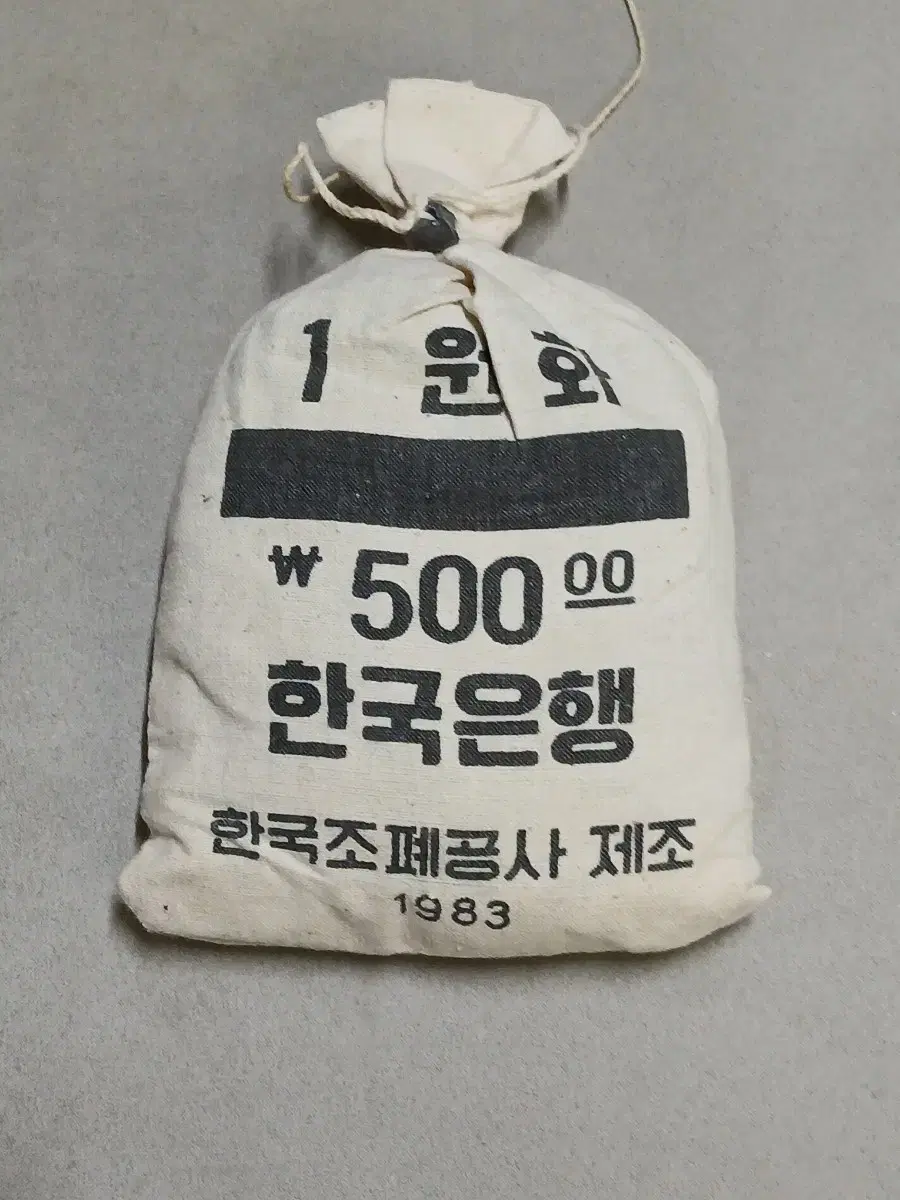 1 원화
₩ 500 00
한국은행
한국조폐공사 제조
1983